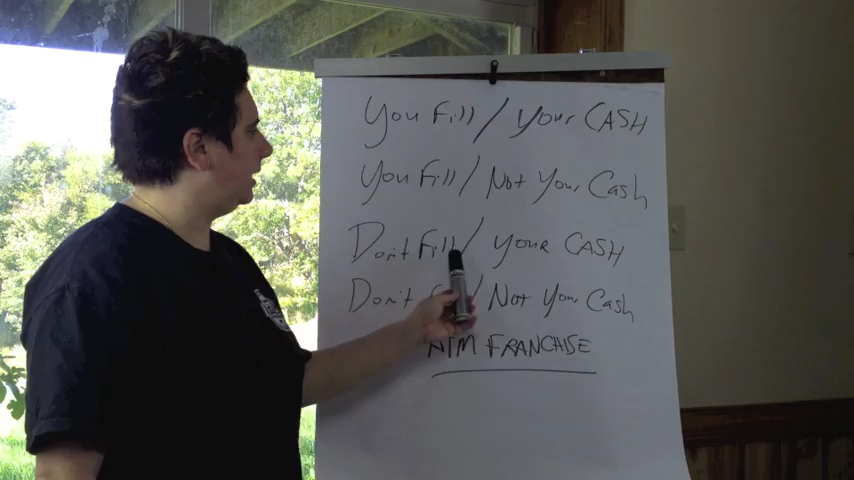 You Fill / Your CASH
You Fill / Not Your Cash
Don't Fill / YOUR CASH
Don't / Not Your Cash
ATM FRANCHISE